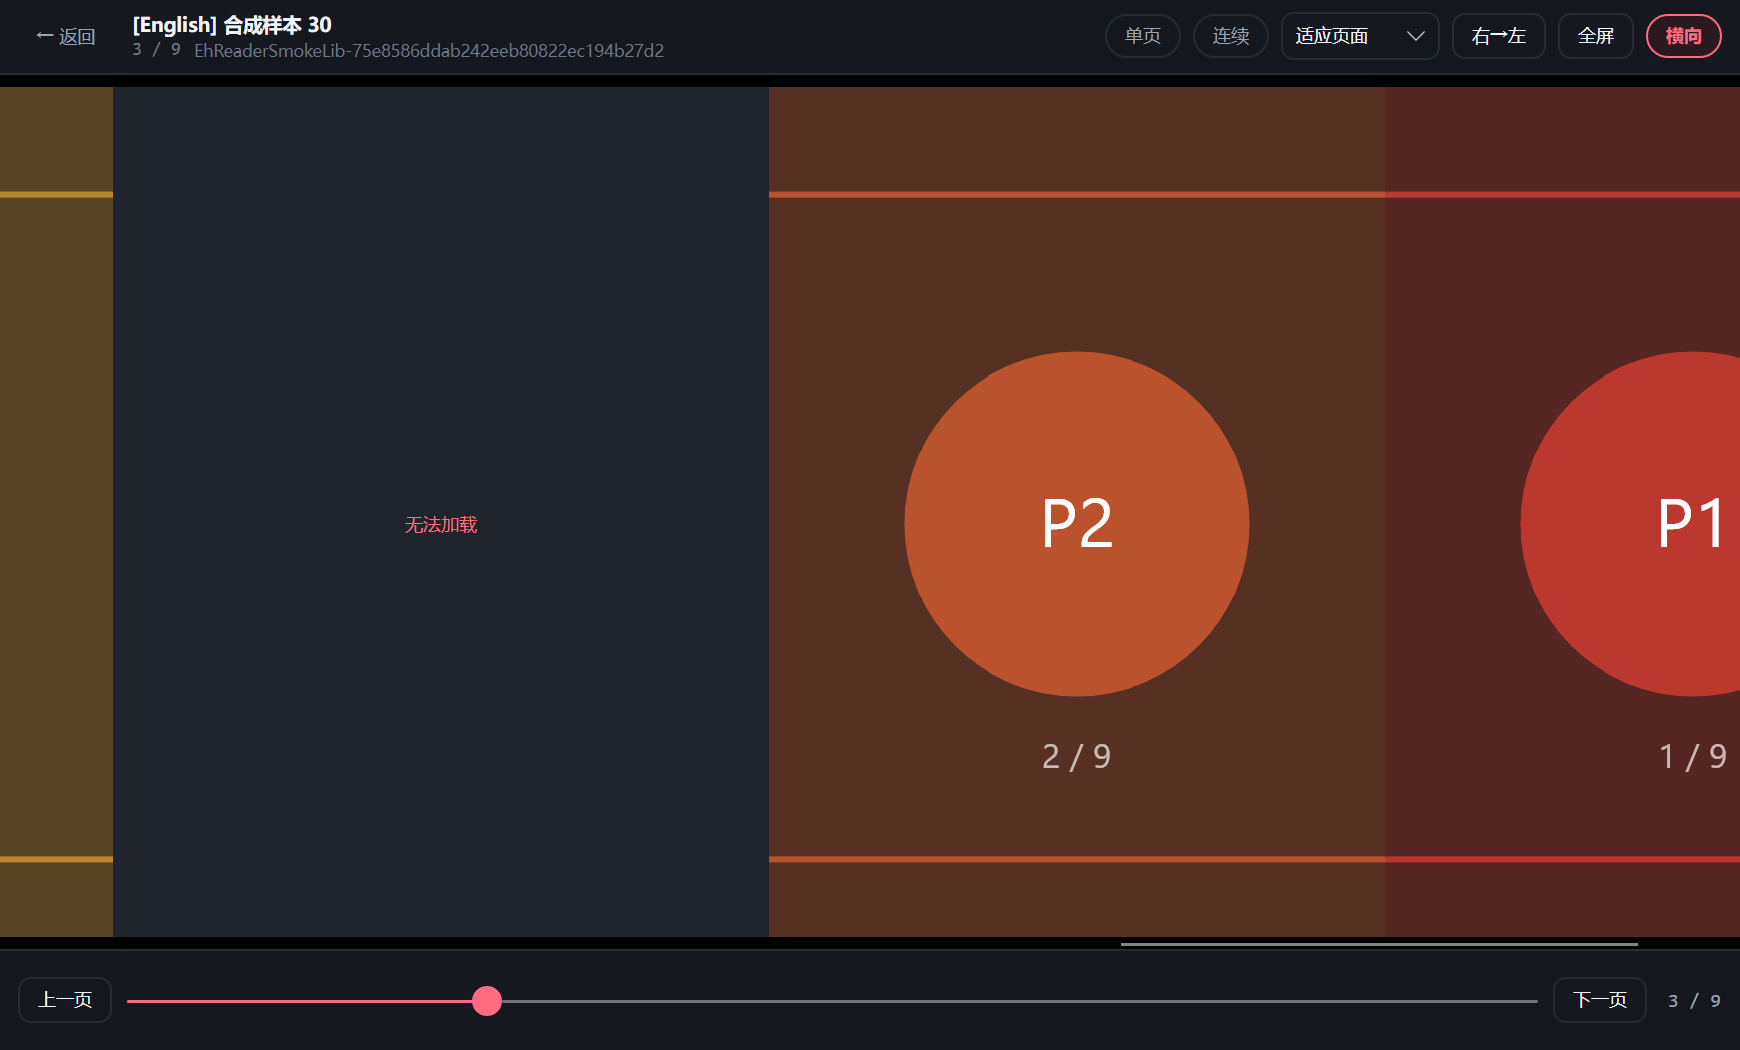 ← 返回
[English] 合成样本 30
3 / 9 EhReaderSmokeLib-75e8586ddab242eeb80822ec194b27d2
单页
连续
适应页面
右→左
全屏
横向
无法加载
P2
2 / 9
P1
1 / 9
上一页
下一页
3 / 9